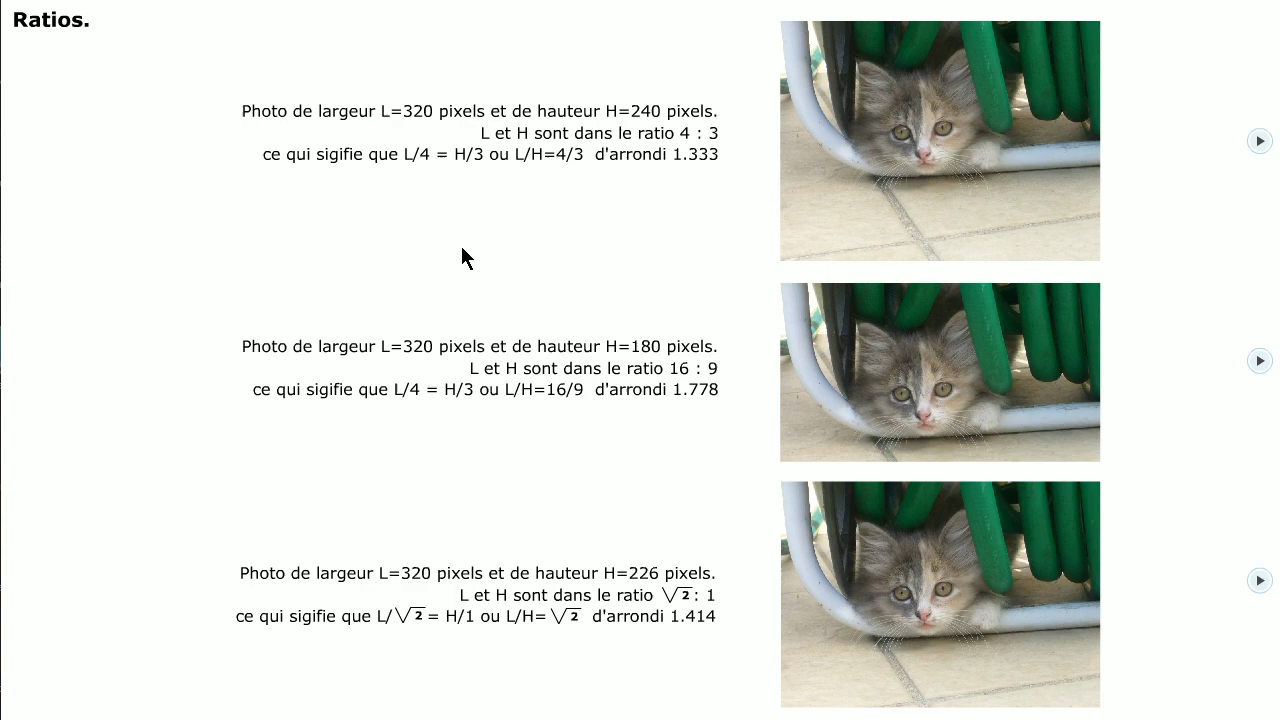 Ratios.
Photo de largeur L=320 pixels et de hauteur H=240 pixels.
L et H sont dans le ratio 4 : 3
ce qui sigifie que L/4 = H/3 ou L/H=4/3 d'arrondi 1.333
Photo de largeur L=320 pixels et de hauteur H=180 pixels.
L et H sont dans le ratio 16 : 9
ce qui sigifie que L/4 = H/3 ou L/H=16/9 d'arrondi 1.778
Photo de largeur L=320 pixels et de hauteur H=226 pixels.
L et H sont dans le ratio √2 : 1
ce qui sigifie que L/√2 = H/1 ou L/H=√2 d'arrondi 1.414